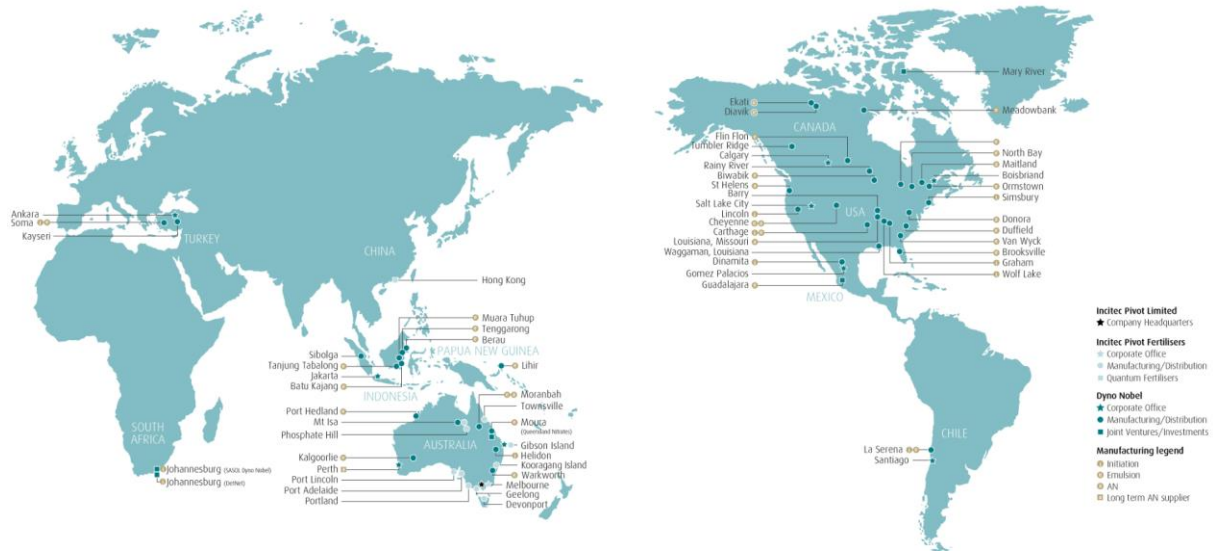 Ankara
Soma
Kayseri
TURKEY
CHINA
Hong Kong
Muara Tuhup
Tenggarong
Berau
PAPUA NEW GUINEA
Sibolga
Tanjung Tabalong
Jakarta
Batu Kajang
INDONESIA
Lihir
Moranbah
Townsville
Port Hedland
Mt Isa
Phosphate Hill
AUSTRALIA
Moura
(Queensland Nitrates)
Gibson Island
Helidon
Kalgoorlie
Perth
Kooragang Island
Warkworth
Port Lincoln
Port Adelaide
Portland
Melbourne
Geelong
Devonport
SOUTH
AFRICA
Johannesburg (SASOL Dyno Nobel)
Johannesburg (DetNet)
Mary River
Ekati
Diavik
Meadowbank
CANADA
Flin Flon
Tumbler Ridge
Calgary
Rainy River
Biwabik
St Helens
Barry
Salt Lake City
Lincoln
Cheyenne
Carthage
Louisiana, Missouri
Waggaman, Louisiana
Dinamita
Gomez Palacios
Guadalajara
USA
MEXICO
North Bay
Maitland
Boisbriand
Ormstown
Simsbury
Donora
Duffield
Van Wyck
Brooksville
Graham
Wolf Lake
CHILE
La Serena
Santiago
Incitec Pivot Limited
Company Headquarters
Incitec Pivot Fertilisers
Corporate Office
Manufacturing/Distribution
Quantum Fertilisers
Dyno Nobel
Corporate Office
Manufacturing/Distribution
Joint Ventures/Investments
Manufacturing legend
Initiation
Emulsion
AN
Long term AN supplier